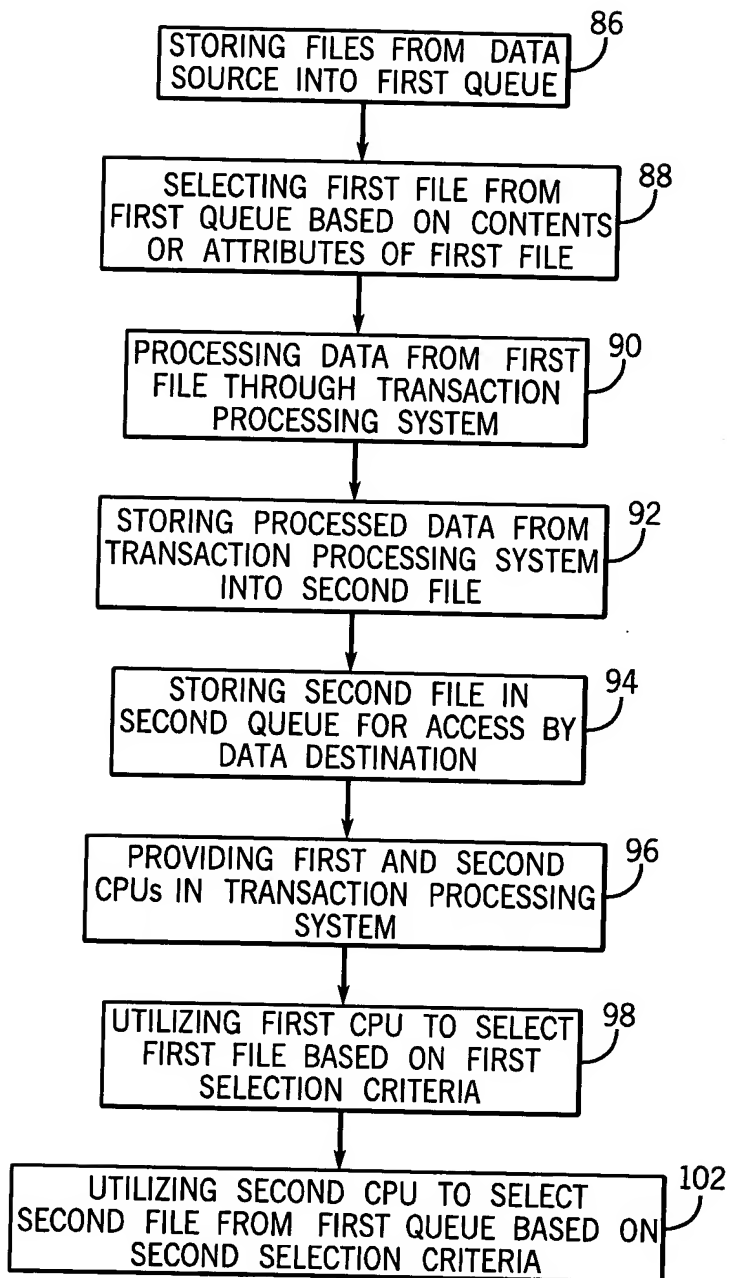 86
STORING FILES FROM DATA
SOURCE INTO FIRST QUEUE
88
SELECTING FIRST FILE FROM
FIRST QUEUE BASED ON CONTENTS
OR ATTRIBUTES OF FIRST FILE
90
PROCESSING DATA FROM FIRST
FILE THROUGH TRANSACTION
PROCESSING SYSTEM
92
STORING PROCESSED DATA FROM
TRANSACTION PROCESSING SYSTEM
INTO SECOND FILE
94
STORING SECOND FILE IN
SECOND QUEUE FOR ACCESS BY
DATA DESTINATION
96
PROVIDING FIRST AND SECOND
CPUs IN TRANSACTION PROCESSING
SYSTEM
98
UTILIZING FIRST CPU TO SELECT
FIRST FILE BASED ON FIRST
SELECTION CRITERIA
102
UTILIZING SECOND CPU TO SELECT
SECOND FILE FROM FIRST QUEUE BASED ON
SECOND SELECTION CRITERIA